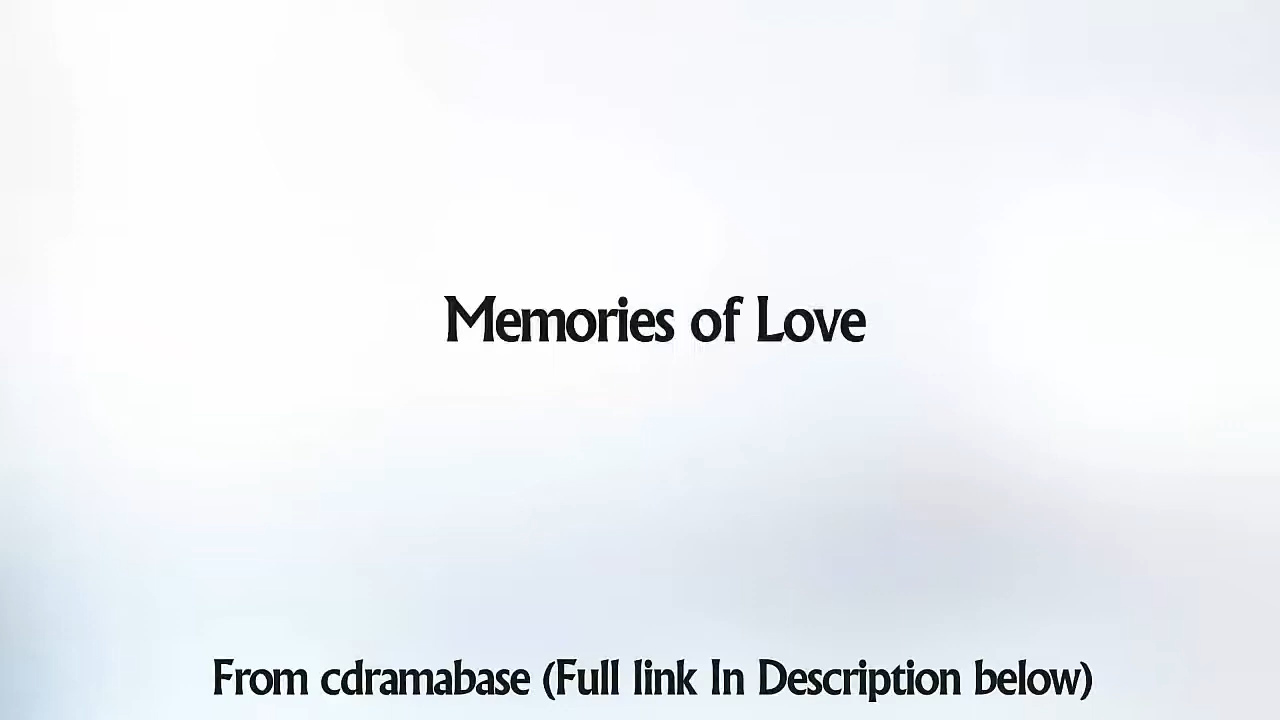 Memories of Love
From cdramabase (Full link In Description below)